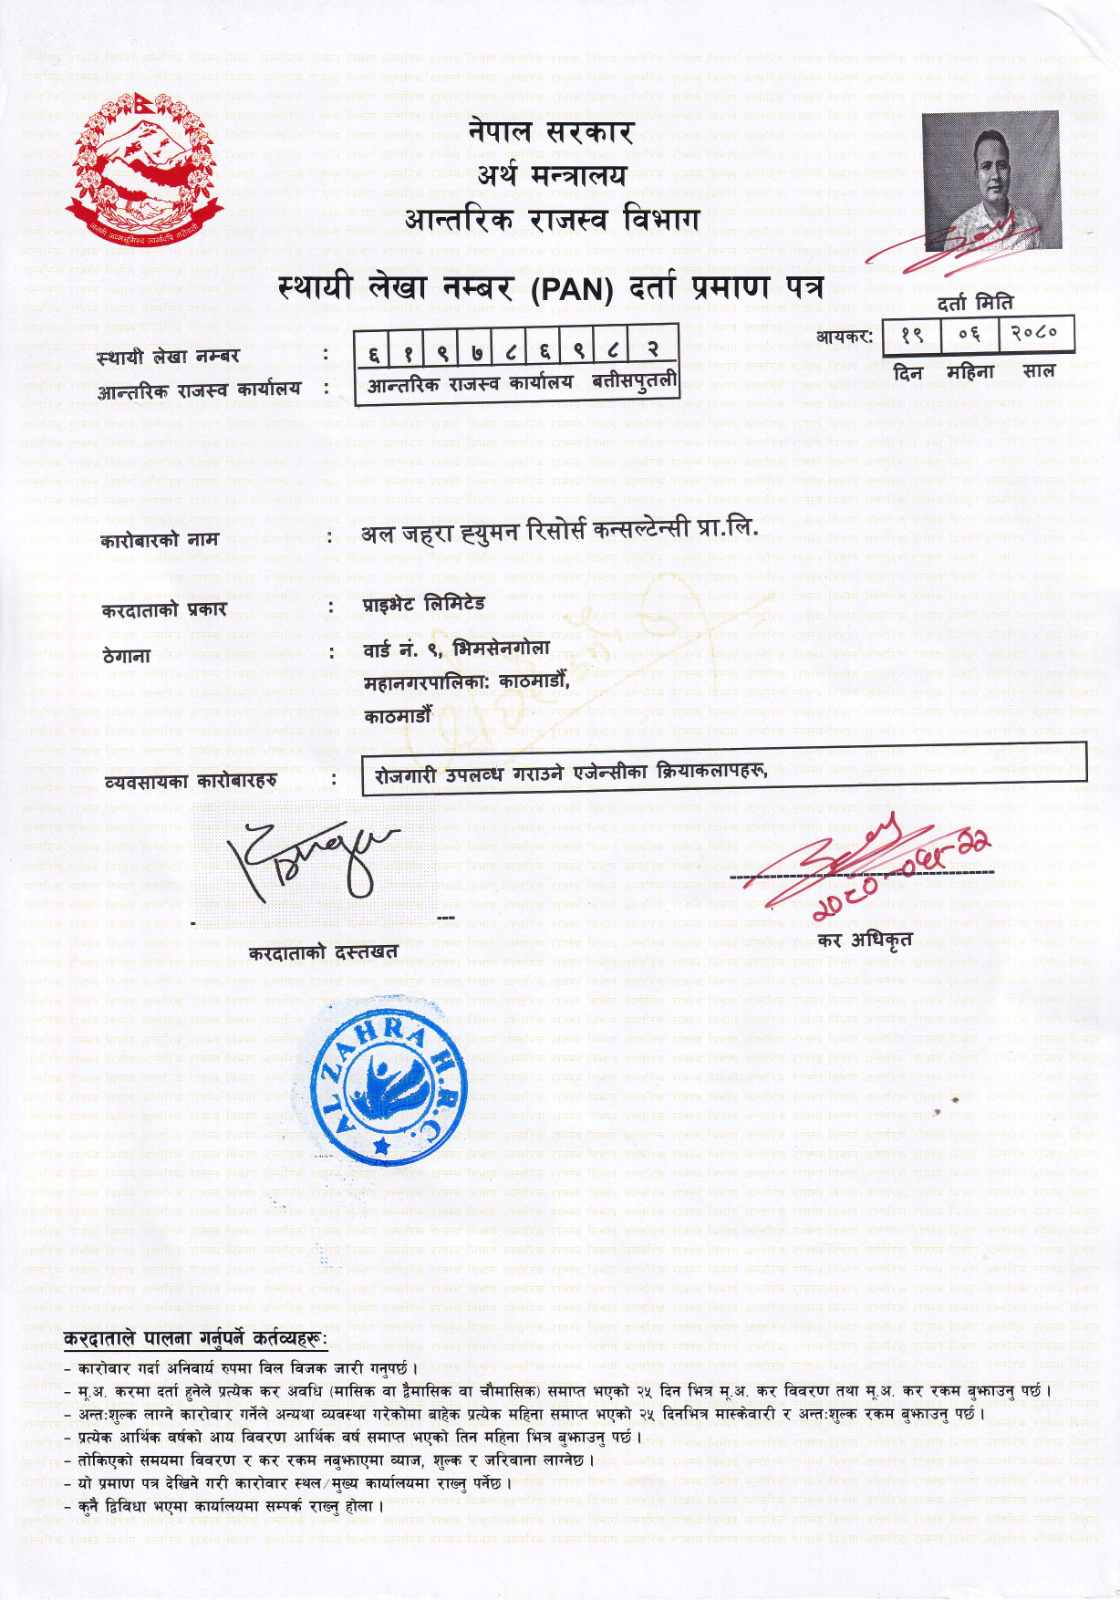 नेपाल सरकार
अर्थ मन्त्रालय
आन्तरिक राजस्व विभाग
स्थायी लेखा नम्बर (PAN) दर्ता प्रमाण पत्र
दर्ता मिति
स्थायी लेखा नम्बर : ६ १ ९ ७ ८ ६ ९ ८ २
आयकर: १९ ०६ २०८०
दिन महिना साल
आन्तरिक राजस्व कार्यालय : आन्तरिक राजस्व कार्यालय बतीसपुतली
कारोबारको नाम : अल जहरा ह्युमन रिसोर्स कन्सल्टेन्सी प्रा.लि.
करदाताको प्रकार : प्राइभेट लिमिटेड
ठेगाना : वार्ड नं. ९, भिमसेनगोला
महानगरपालिका: काठमाडौं,
काठमाडौं
व्यवसायका कारोबारहरु : रोजगारी उपलव्ध गराउने एजेन्सीका क्रियाकलापहरू,
करदाताको दस्तखत
कर अधिकृत
AL ZAHRA H.R.C.
करदाताले पालना गर्नुपर्ने कर्तव्यहरू:
- कारोवार गर्दा अनिवार्य रुपमा विल विजक जारी गनुपर्छ ।
- मू.अ. करमा दर्ता हुनेले प्रत्येक कर अवधि (मासिक वा द्वैमासिक वा चौमासिक) समाप्त भएको २५ दिन भित्र मू.अ. कर विवरण तथा मू.अ. कर रकम बुझाउनु पर्छ ।
- अन्तःशुल्क लाग्ने कारोवार गर्नेले अन्यथा व्यवस्था गरेकोमा बाहेक प्रत्येक महिना समाप्त भएको २५ दिनभित्र मास्केवारी र अन्तःशुल्क रकम बुझाउनु पर्छ ।
- प्रत्येक आर्थिक वर्षको आय विवरण आर्थिक वर्ष समाप्त भएको तिन महिना भित्र बुझाउनु पर्छ ।
- तोकिएको समयमा विवरण र कर रकम नबुझाएमा व्याज, शुल्क र जरिवाना लाग्नेछ ।
- यो प्रमाण पत्र देखिने गरी कारोवार स्थल/मुख्य कार्यालयमा राख्नु पर्नेछ ।
- कुनै द्विविधा भएमा कार्यालयमा सम्पर्क राख्नु होला ।